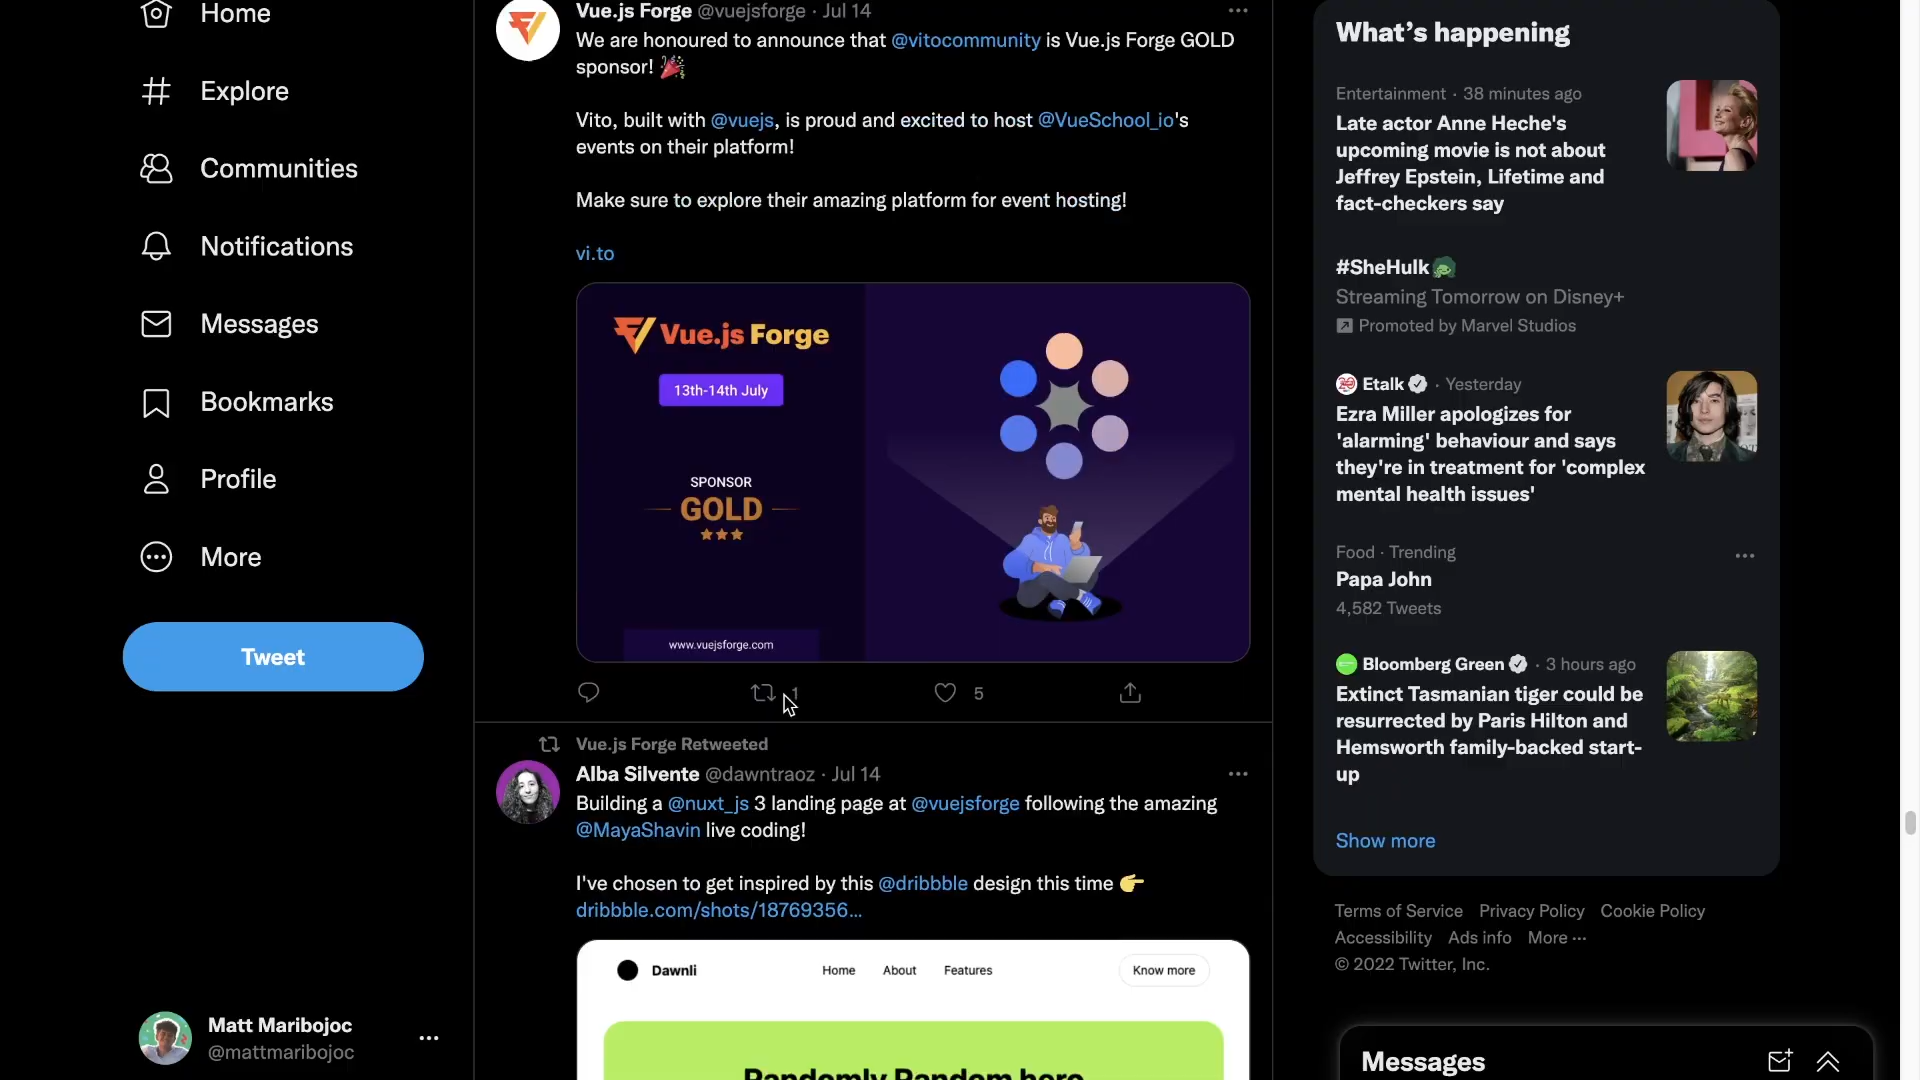 Home
Explore
Communities
Notifications
Messages
Bookmarks
Profile
More
Tweet
Matt Maribojoc
@mattmaribojoc
Vue.js Forge @vuejsforge · Jul 14
We are honoured to announce that @vitocommunity is Vue.js Forge GOLD
sponsor! 🎉
Vito, built with @vuejs, is proud and excited to host @VueSchool_io's
events on their platform!
Make sure to explore their amazing platform for event hosting!
vi.to
Vue.js Forge
13th-14th July
SPONSOR
GOLD
www.vuejsforge.com
1
5
Vue.js Forge Retweeted
Alba Silvente @dawntraoz · Jul 14
Building a @nuxt_js 3 landing page at @vuejsforge following the amazing
@MayaShavin live coding!
I've chosen to get inspired by this @dribbble design this time 👉
dribbble.com/shots/18769356…
Dawnli
Home About Features
Know more
Randomly Random hero
What's happening
Entertainment · 38 minutes ago
Late actor Anne Heche's
upcoming movie is not about
Jeffrey Epstein, Lifetime and
fact-checkers say
#SheHulk
Streaming Tomorrow on Disney+
Promoted by Marvel Studios
Etalk · Yesterday
Ezra Miller apologizes for
'alarming' behaviour and says
they're in treatment for 'complex
mental health issues'
Food · Trending
Papa John
4,582 Tweets
Bloomberg Green · 3 hours ago
Extinct Tasmanian tiger could be
resurrected by Paris Hilton and
Hemsworth family-backed start-
up
Show more
Terms of Service Privacy Policy Cookie Policy
Accessibility Ads info More ···
© 2022 Twitter, Inc.
Messages